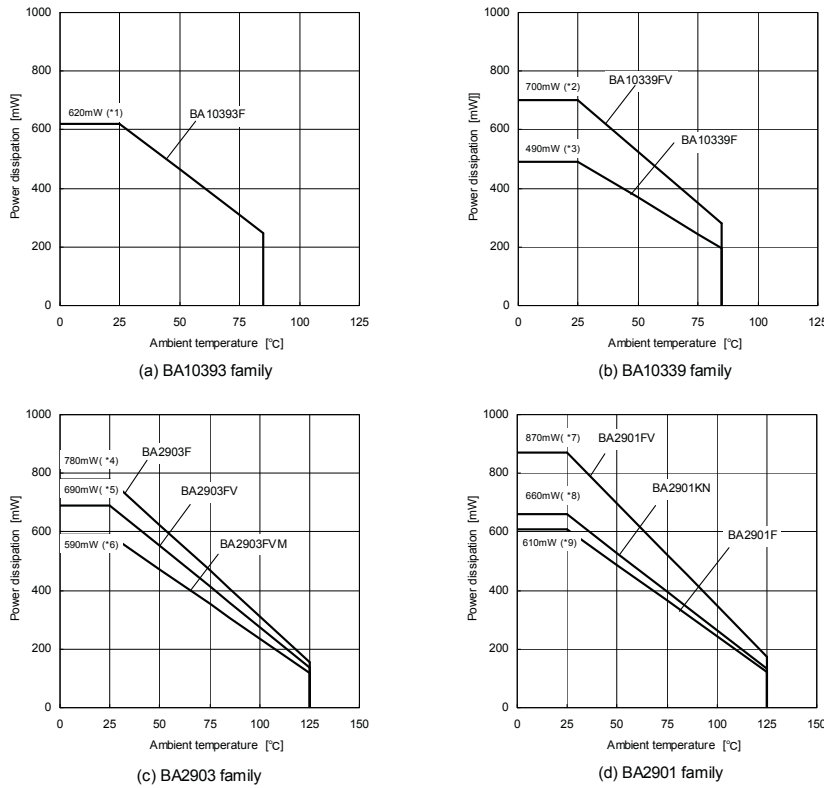 1000
800
600
400
200
0
Power dissipation [mW]
620mW (*1)
BA10393F
0 25 50 75 100 125
Ambient temperature [°C]
(a) BA10393 family
1000
800
600
400
200
0
Power dissipation [mW]]
700mW (*2)
BA10339FV
490mW (*3)
BA10339F
0 25 50 75 100 125
Ambient temperature [°C]
(b) BA10339 family
1000
800
600
400
200
0
Power dissipation [mW]
780mW( *4)
BA2903F
690mW( *5)
BA2903FV
590mW( *6)
BA2903FVM
0 25 50 75 100 125 150
Ambient temperature [°C]
(c) BA2903 family
1000
800
600
400
200
0
Power dissipation [mW]
870mW( *7)
BA2901FV
660mW( *8)
BA2901KN
610mW( *9)
BA2901F
0 25 50 75 100 125 150
Ambient temperature [°C]
(d) BA2901 family